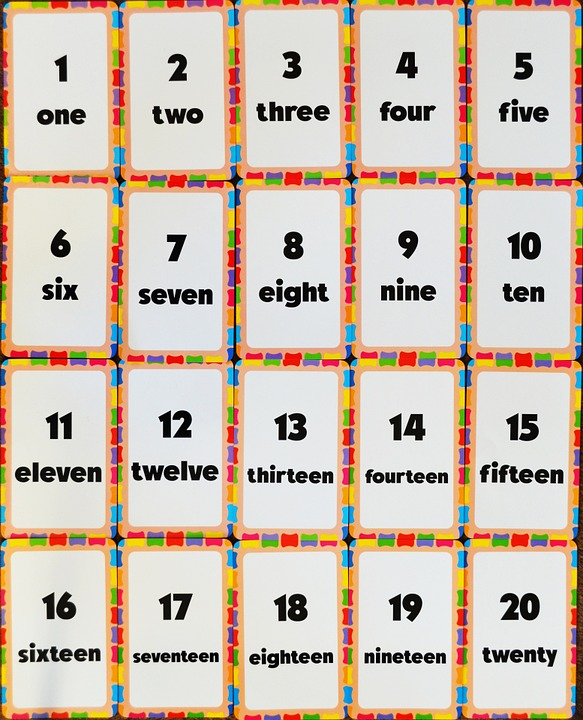 1 2 3 4 5
one two three four five
6 7 8 9 10
six seven eight nine ten
11 12 13 14 15
eleven twelve thirteen fourteen fifteen
16 17 18 19 20
sixteen seventeen eighteen nineteen twenty